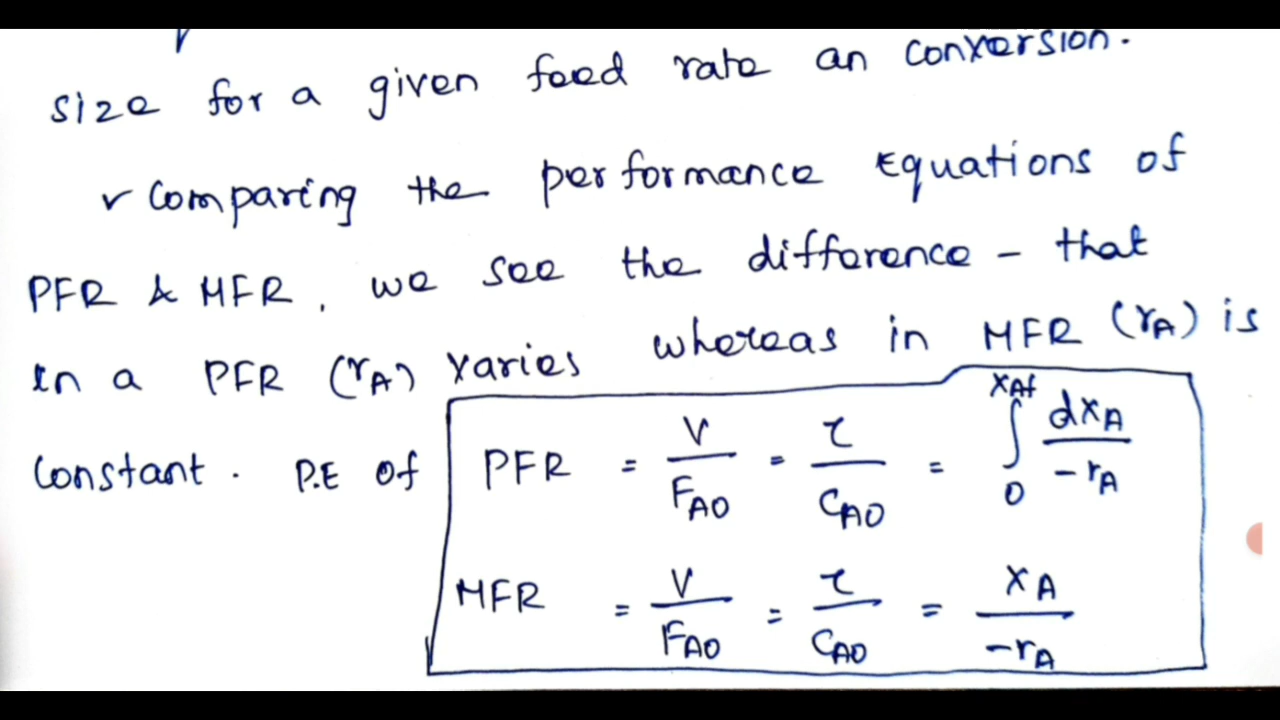 size for a given feed rate an conversion.
✓ Comparing the performance Equations of
PFR & MFR, we see the difference - that
in a PFR (rA) varies whereas in MFR (rA) is
Constant. P.E of PFR = V/FA0 = τ/CA0 = ∫0^XAf dXA/-rA
MFR = V/FA0 = τ/CA0 = XA/-rA